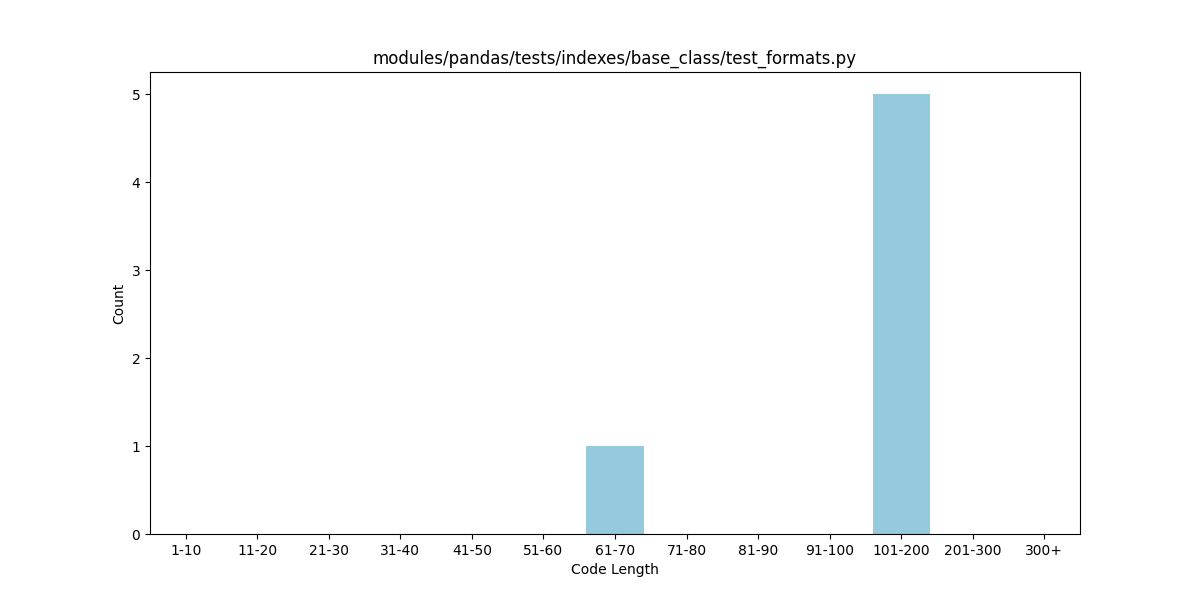 modules/pandas/tests/indexes/base_class/test_formats.py
5
4
3
2
1
0
Count
1-10 11-20 21-30 31-40 41-50 51-60 61-70 71-80 81-90 91-100 101-200 201-300 300+
Code Length